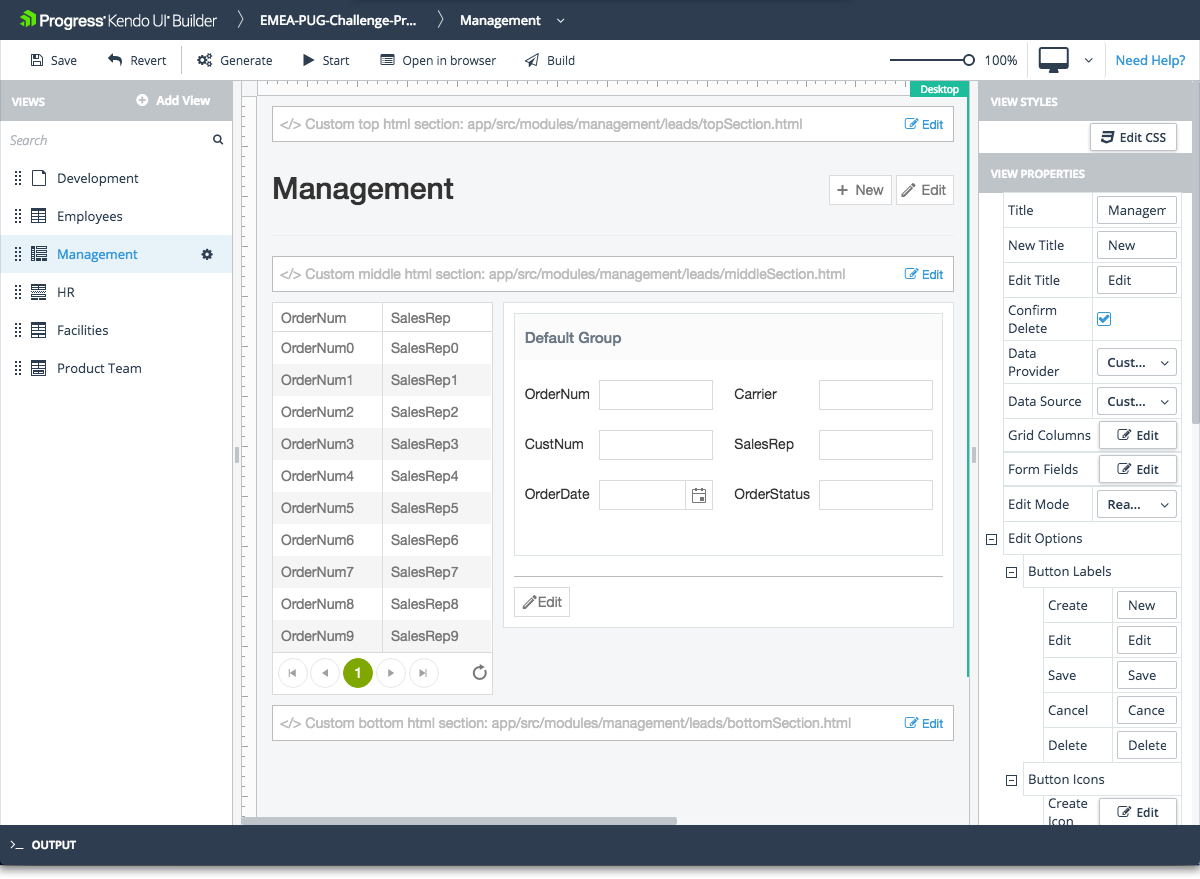 Progress® Kendo UI® Builder
EMEA-PUG-Challenge-Pr...
Management
Save
Revert
Generate
Start
Open in browser
Build
100%
Need Help?
VIEWS
Add View
Search
Development
Employees
Management
HR
Facilities
Product Team
Desktop
</> Custom top html section: app/src/modules/management/leads/topSection.html
Edit
Management
New
Edit
</> Custom middle html section: app/src/modules/management/leads/middleSection.html
Edit
OrderNum SalesRep
OrderNum0 SalesRep0
OrderNum1 SalesRep1
OrderNum2 SalesRep2
OrderNum3 SalesRep3
OrderNum4 SalesRep4
OrderNum5 SalesRep5
OrderNum6 SalesRep6
OrderNum7 SalesRep7
OrderNum8 SalesRep8
OrderNum9 SalesRep9
1
Default Group
OrderNum Carrier
CustNum SalesRep
OrderDate OrderStatus
Edit
</> Custom bottom html section: app/src/modules/management/leads/bottomSection.html
Edit
VIEW STYLES
Edit CSS
VIEW PROPERTIES
Title Managem
New Title New
Edit Title Edit
Confirm
Delete
Data
Provider
Cust...
Data Source Cust...
Grid Columns Edit
Form Fields Edit
Edit Mode Rea...
Edit Options
Button Labels
Create New
Edit Edit
Save Save
Cancel Cance
Delete Delete
Button Icons
Create
Icon
Edit
>_ OUTPUT